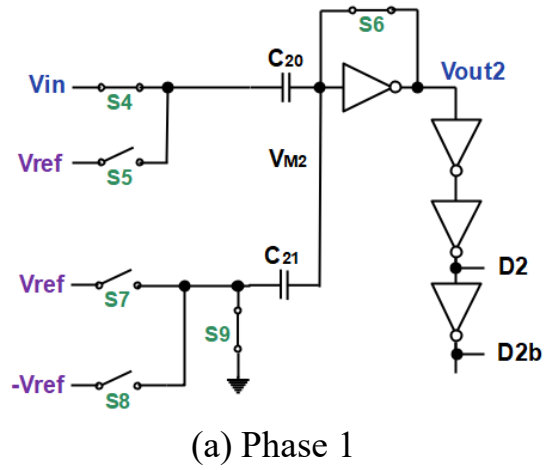 S6
C20
Vin
S4
Vout2
Vref
S5
VM2
C21
Vref
S7
S9
D2
-Vref
S8
D2b
(a) Phase 1